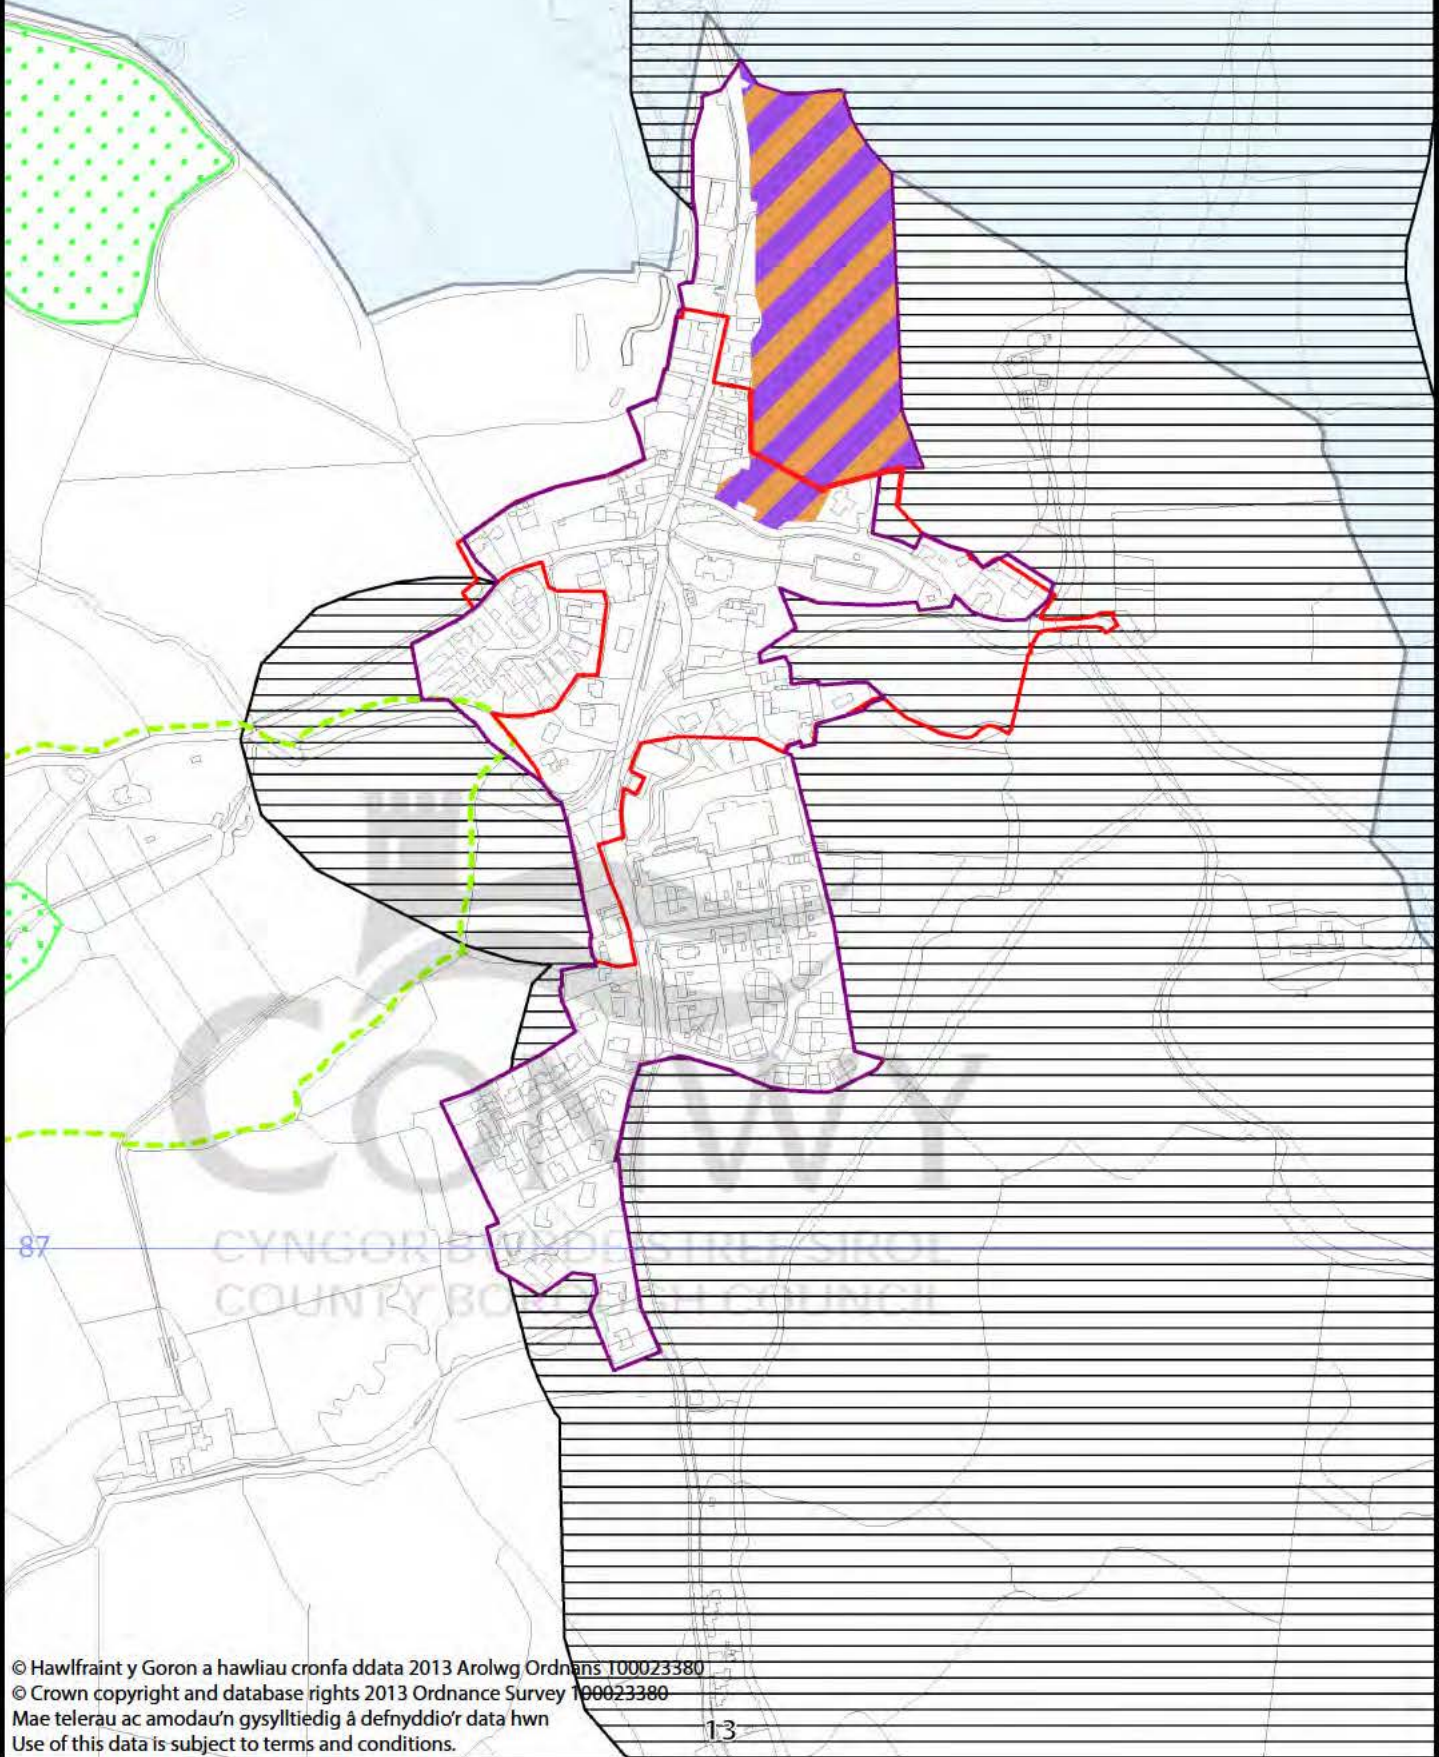 CONWY
87
CYNGOR BWRDEISTREF SIROL
COUNTY BOROUGH COUNCIL
© Hawlfraint y Goron a hawliau cronfa ddata 2013 Arolwg Ordnans 100023380
© Crown copyright and database rights 2013 Ordnance Survey 100023380
Mae telerau ac amodau'n gysylltiedig â defnyddio'r data hwn
Use of this data is subject to terms and conditions.
13